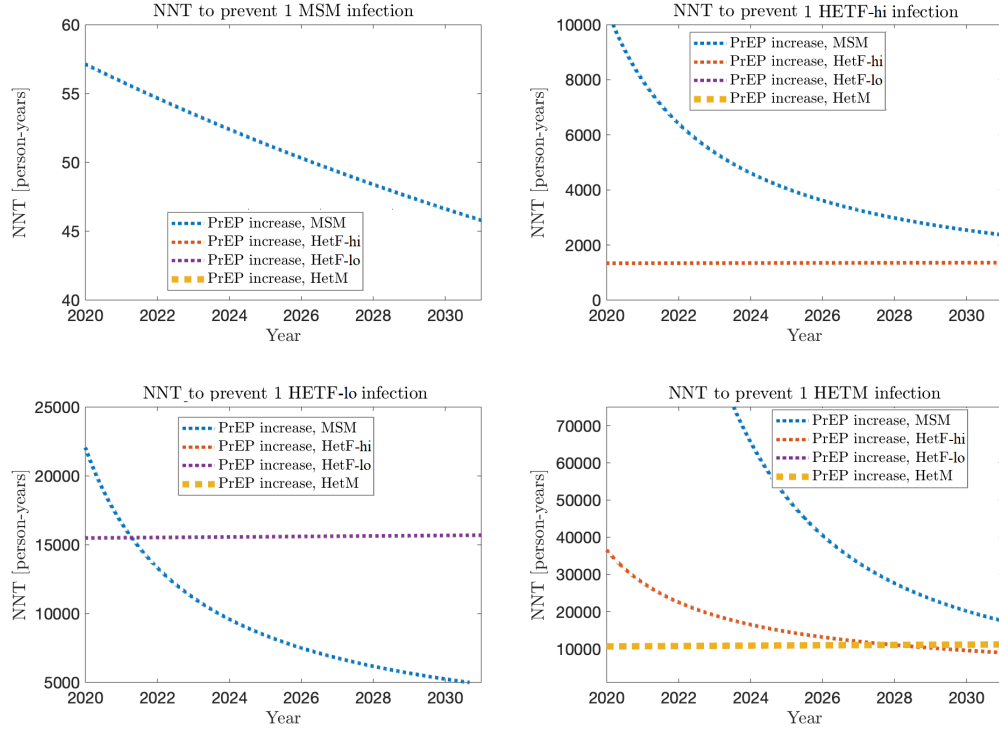 NNT to prevent 1 MSM infection
60
55
50
45
40
NNT [person-years]
PrEP increase, MSM
PrEP increase, HetF-hi
PrEP increase, HetF-lo
PrEP increase, HetM
2020 2022 2024 2026 2028 2030
Year
NNT to prevent 1 HETF-hi infection
10000
8000
6000
4000
2000
0
NNT [person-years]
PrEP increase, MSM
PrEP increase, HetF-hi
PrEP increase, HetF-lo
PrEP increase, HetM
2020 2022 2024 2026 2028 2030
Year
NNT to prevent 1 HETF-lo infection
25000
20000
15000
10000
5000
NNT [person-years]
PrEP increase, MSM
PrEP increase, HetF-hi
PrEP increase, HetF-lo
PrEP increase, HetM
2020 2022 2024 2026 2028 2030
Year
NNT to prevent 1 HETM infection
70000
60000
50000
40000
30000
20000
10000
NNT [person-years]
PrEP increase, MSM
PrEP increase, HetF-hi
PrEP increase, HetF-lo
PrEP increase, HetM
2020 2022 2024 2026 2028 2030
Year